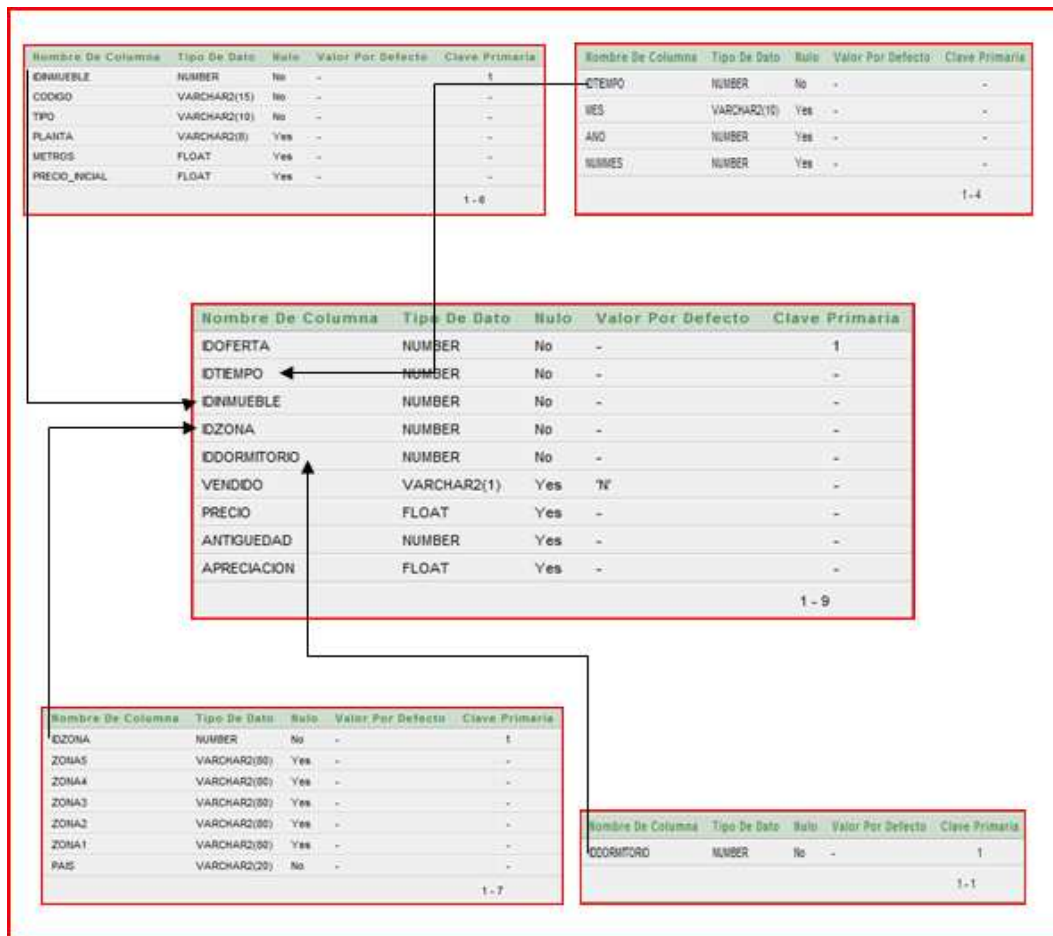 Nombre De Columna Tipo De Dato Nulo Valor Por Defecto Clave Primaria
IDINMUEBLE NUMBER No - 1
CODIGO VARCHAR2(15) No - -
TIPO VARCHAR2(10) No - -
PLANTA VARCHAR2(8) Yes - -
METROS FLOAT Yes - -
PRECIO_INICIAL FLOAT Yes - -
1 - 6
Nombre De Columna Tipo De Dato Nulo Valor Por Defecto Clave Primaria
IDTIEMPO NUMBER No - -
MES VARCHAR2(10) Yes - -
ANO NUMBER Yes - -
NUMMES NUMBER Yes - -
1 - 4
Nombre De Columna Tipo De Dato Nulo Valor Por Defecto Clave Primaria
IDOFERTA NUMBER No - 1
IDTIEMPO NUMBER No - -
IDINMUEBLE NUMBER No - -
IDZONA NUMBER No - -
IDDORMITORIO NUMBER No - -
VENDIDO VARCHAR2(1) Yes 'N' -
PRECIO FLOAT Yes - -
ANTIGUEDAD NUMBER Yes - -
APRECIACION FLOAT Yes - -
1 - 9
Nombre De Columna Tipo De Dato Nulo Valor Por Defecto Clave Primaria
IDZONA NUMBER No - 1
ZONA5 VARCHAR2(80) Yes - -
ZONA4 VARCHAR2(80) Yes - -
ZONA3 VARCHAR2(80) Yes - -
ZONA2 VARCHAR2(80) Yes - -
ZONA1 VARCHAR2(80) Yes - -
PAIS VARCHAR2(20) No - -
1 - 7
Nombre De Columna Tipo De Dato Nulo Valor Por Defecto Clave Primaria
IDDORMITORIO NUMBER No - 1
1 - 1